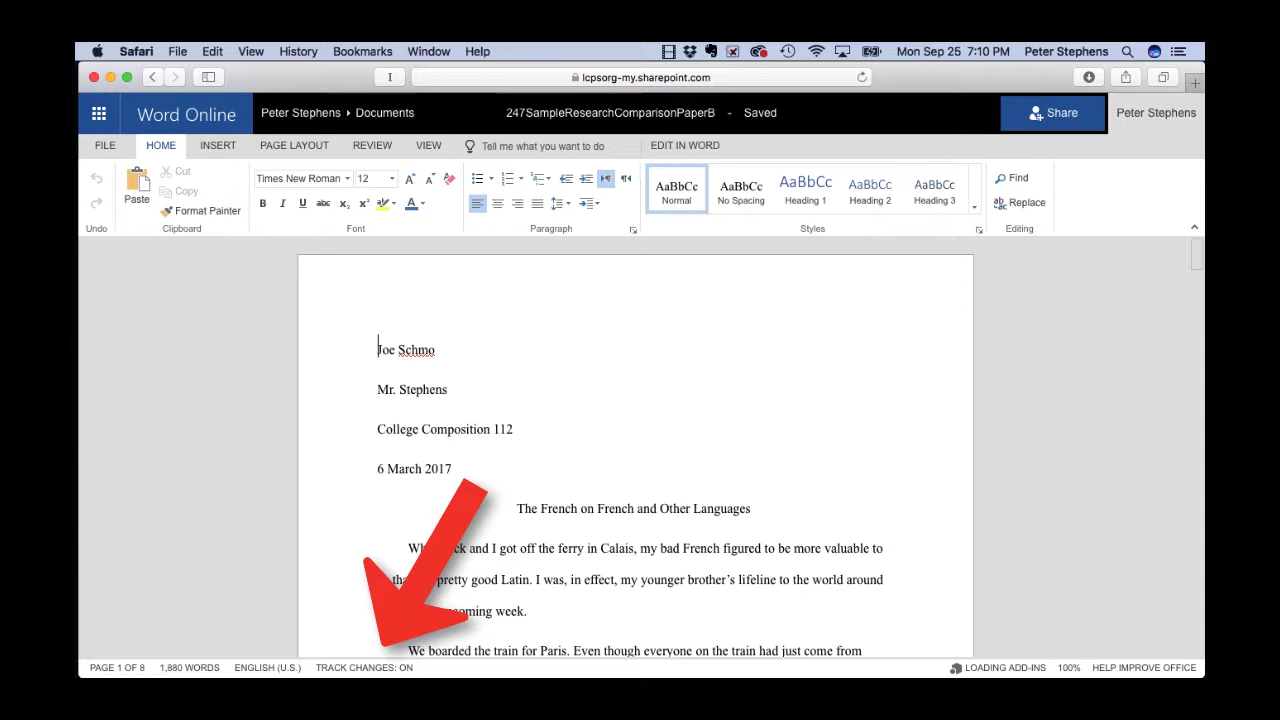 Safari File Edit View History Bookmarks Window Help Mon Sep 25 7:10 PM Peter Stephens
lcpsorg-my.sharepoint.com
Word Online Peter Stephens Documents 247SampleResearchComparisonPaperB - Saved Share Peter Stephens
FILE HOME INSERT PAGE LAYOUT REVIEW VIEW Tell me what you want to do EDIT IN WORD
Paste Cut Times New Roman 12 AaBbCc AaBbCc AaBbCc AaBbCc AaBbCc Find
Copy Normal No Spacing Heading 1 Heading 2 Heading 3 Replace
Format Painter B I U abc
Undo Clipboard Font Paragraph Styles Editing
Joe Schmo
Mr. Stephens
College Composition 112
6 March 2017
The French on French and Other Languages
and I got off the ferry in Calais, my bad French figured to be more valuable to
pretty good Latin. I was, in effect, my younger brother's lifeline to the world around
week.
We boarded the train for Paris. Even though everyone on the train had just come from
PAGE 1 OF 8 1,880 WORDS ENGLISH (U.S.) TRACK CHANGES: ON LOADING ADD-INS 100% HELP IMPROVE OFFICE